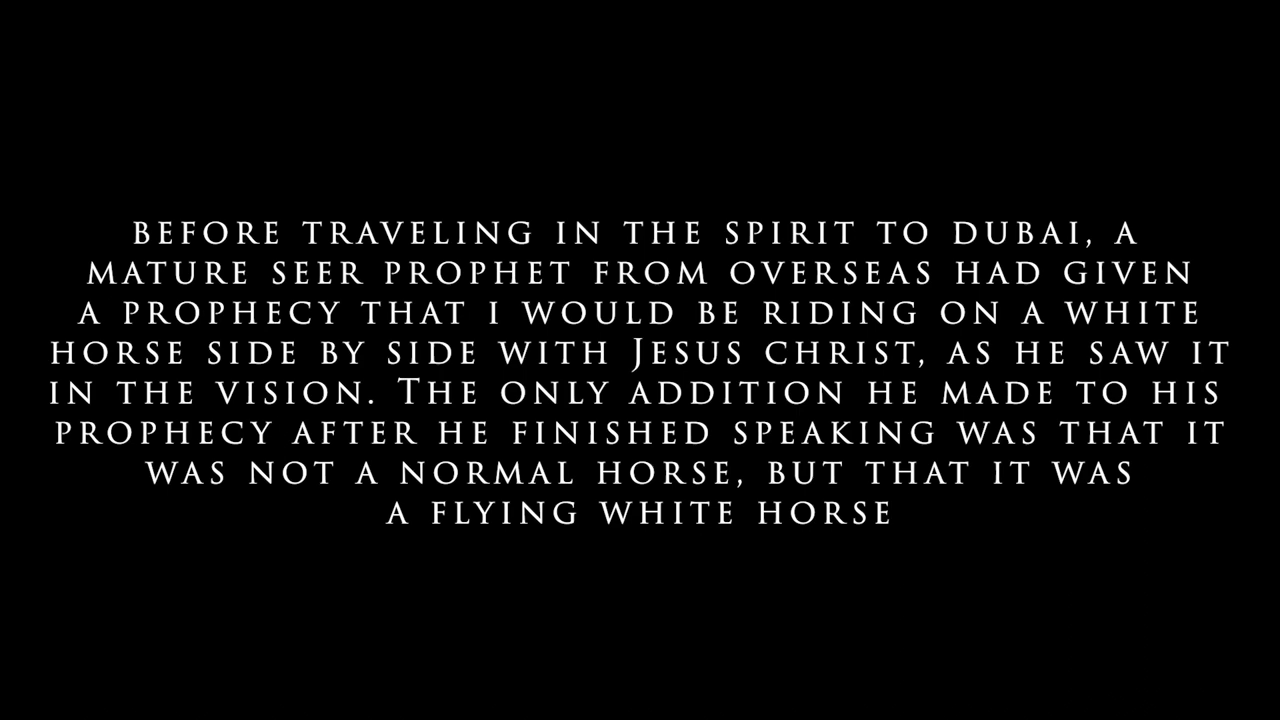 BEFORE TRAVELING IN THE SPIRIT TO DUBAI, A
MATURE SEER PROPHET FROM OVERSEAS HAD GIVEN
A PROPHECY THAT I WOULD BE RIDING ON A WHITE
HORSE SIDE BY SIDE WITH JESUS CHRIST, AS HE SAW IT
IN THE VISION. THE ONLY ADDITION HE MADE TO HIS
PROPHECY AFTER HE FINISHED SPEAKING WAS THAT IT
WAS NOT A NORMAL HORSE, BUT THAT IT WAS
A FLYING WHITE HORSE